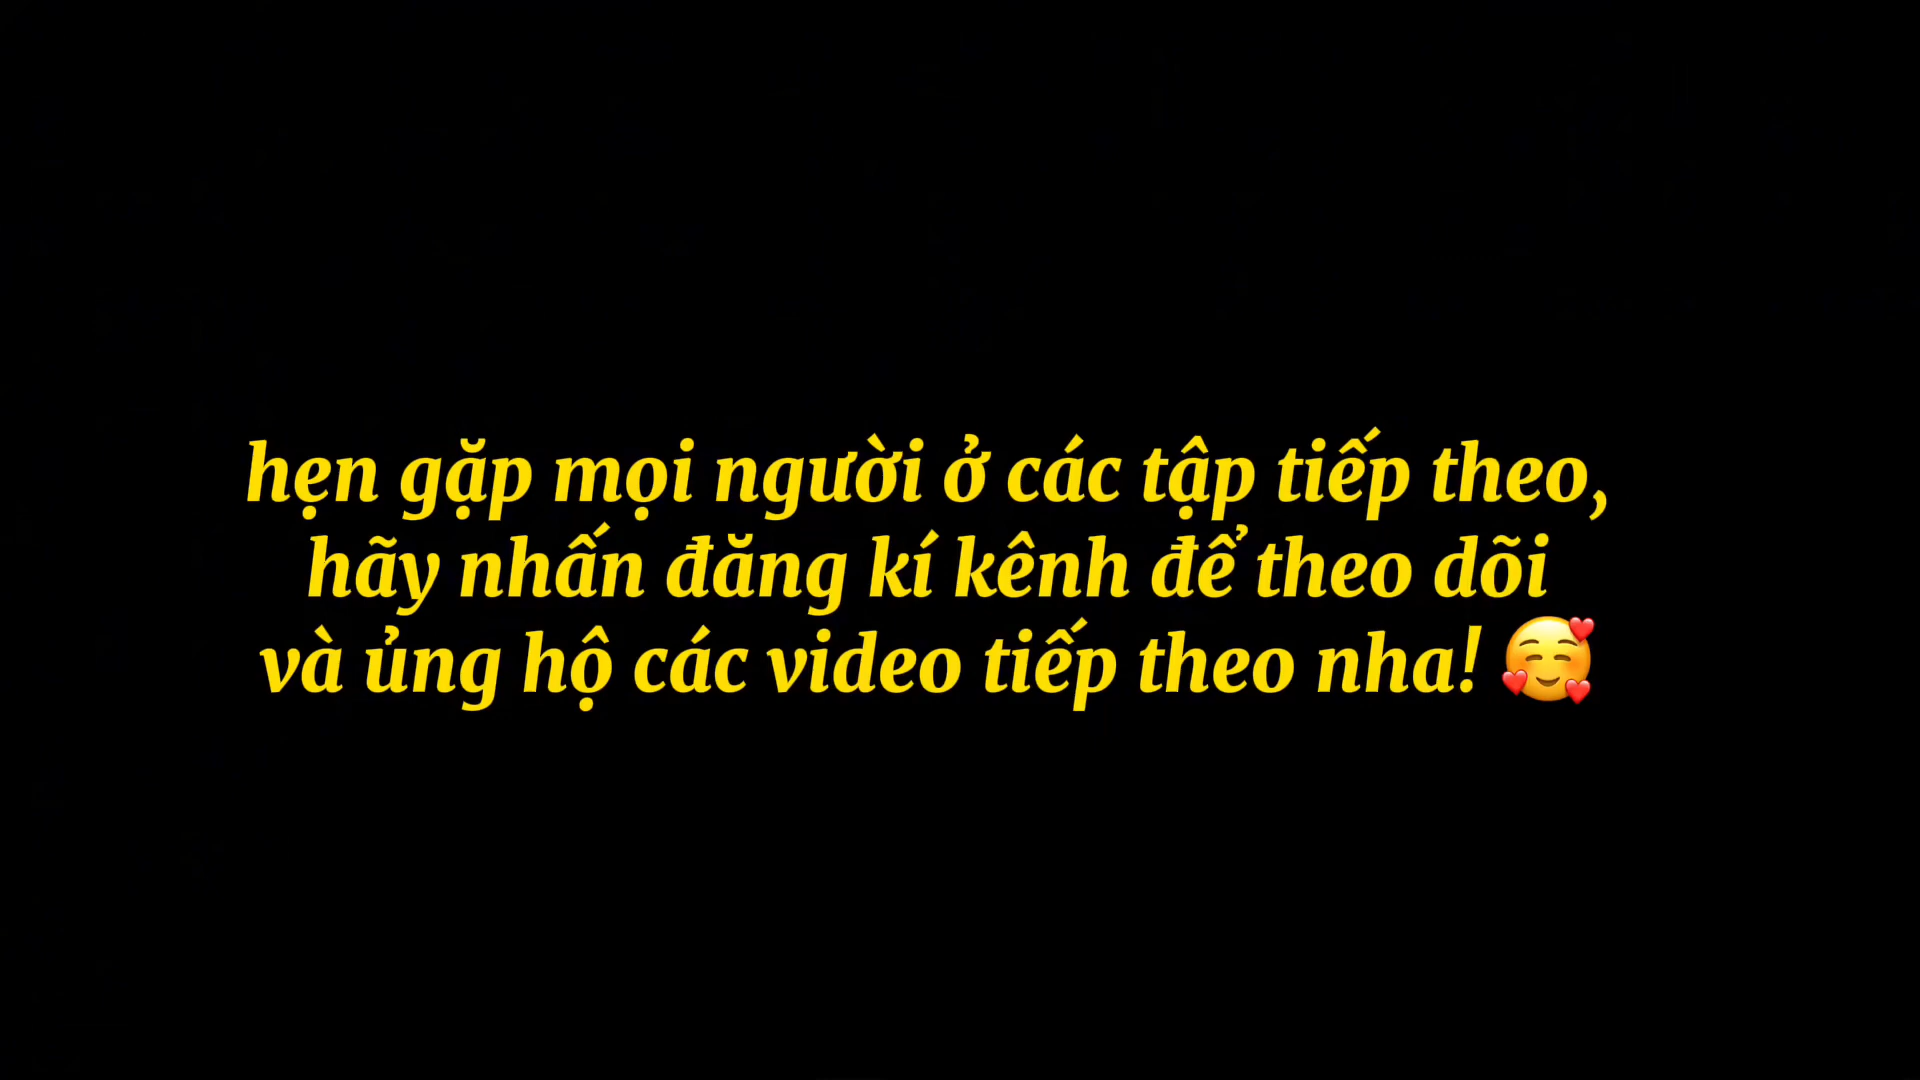 hẹn gặp mọi người ở các tập tiếp theo,
hãy nhấn đăng kí kênh để theo dõi
và ủng hộ các video tiếp theo nha! 🥰